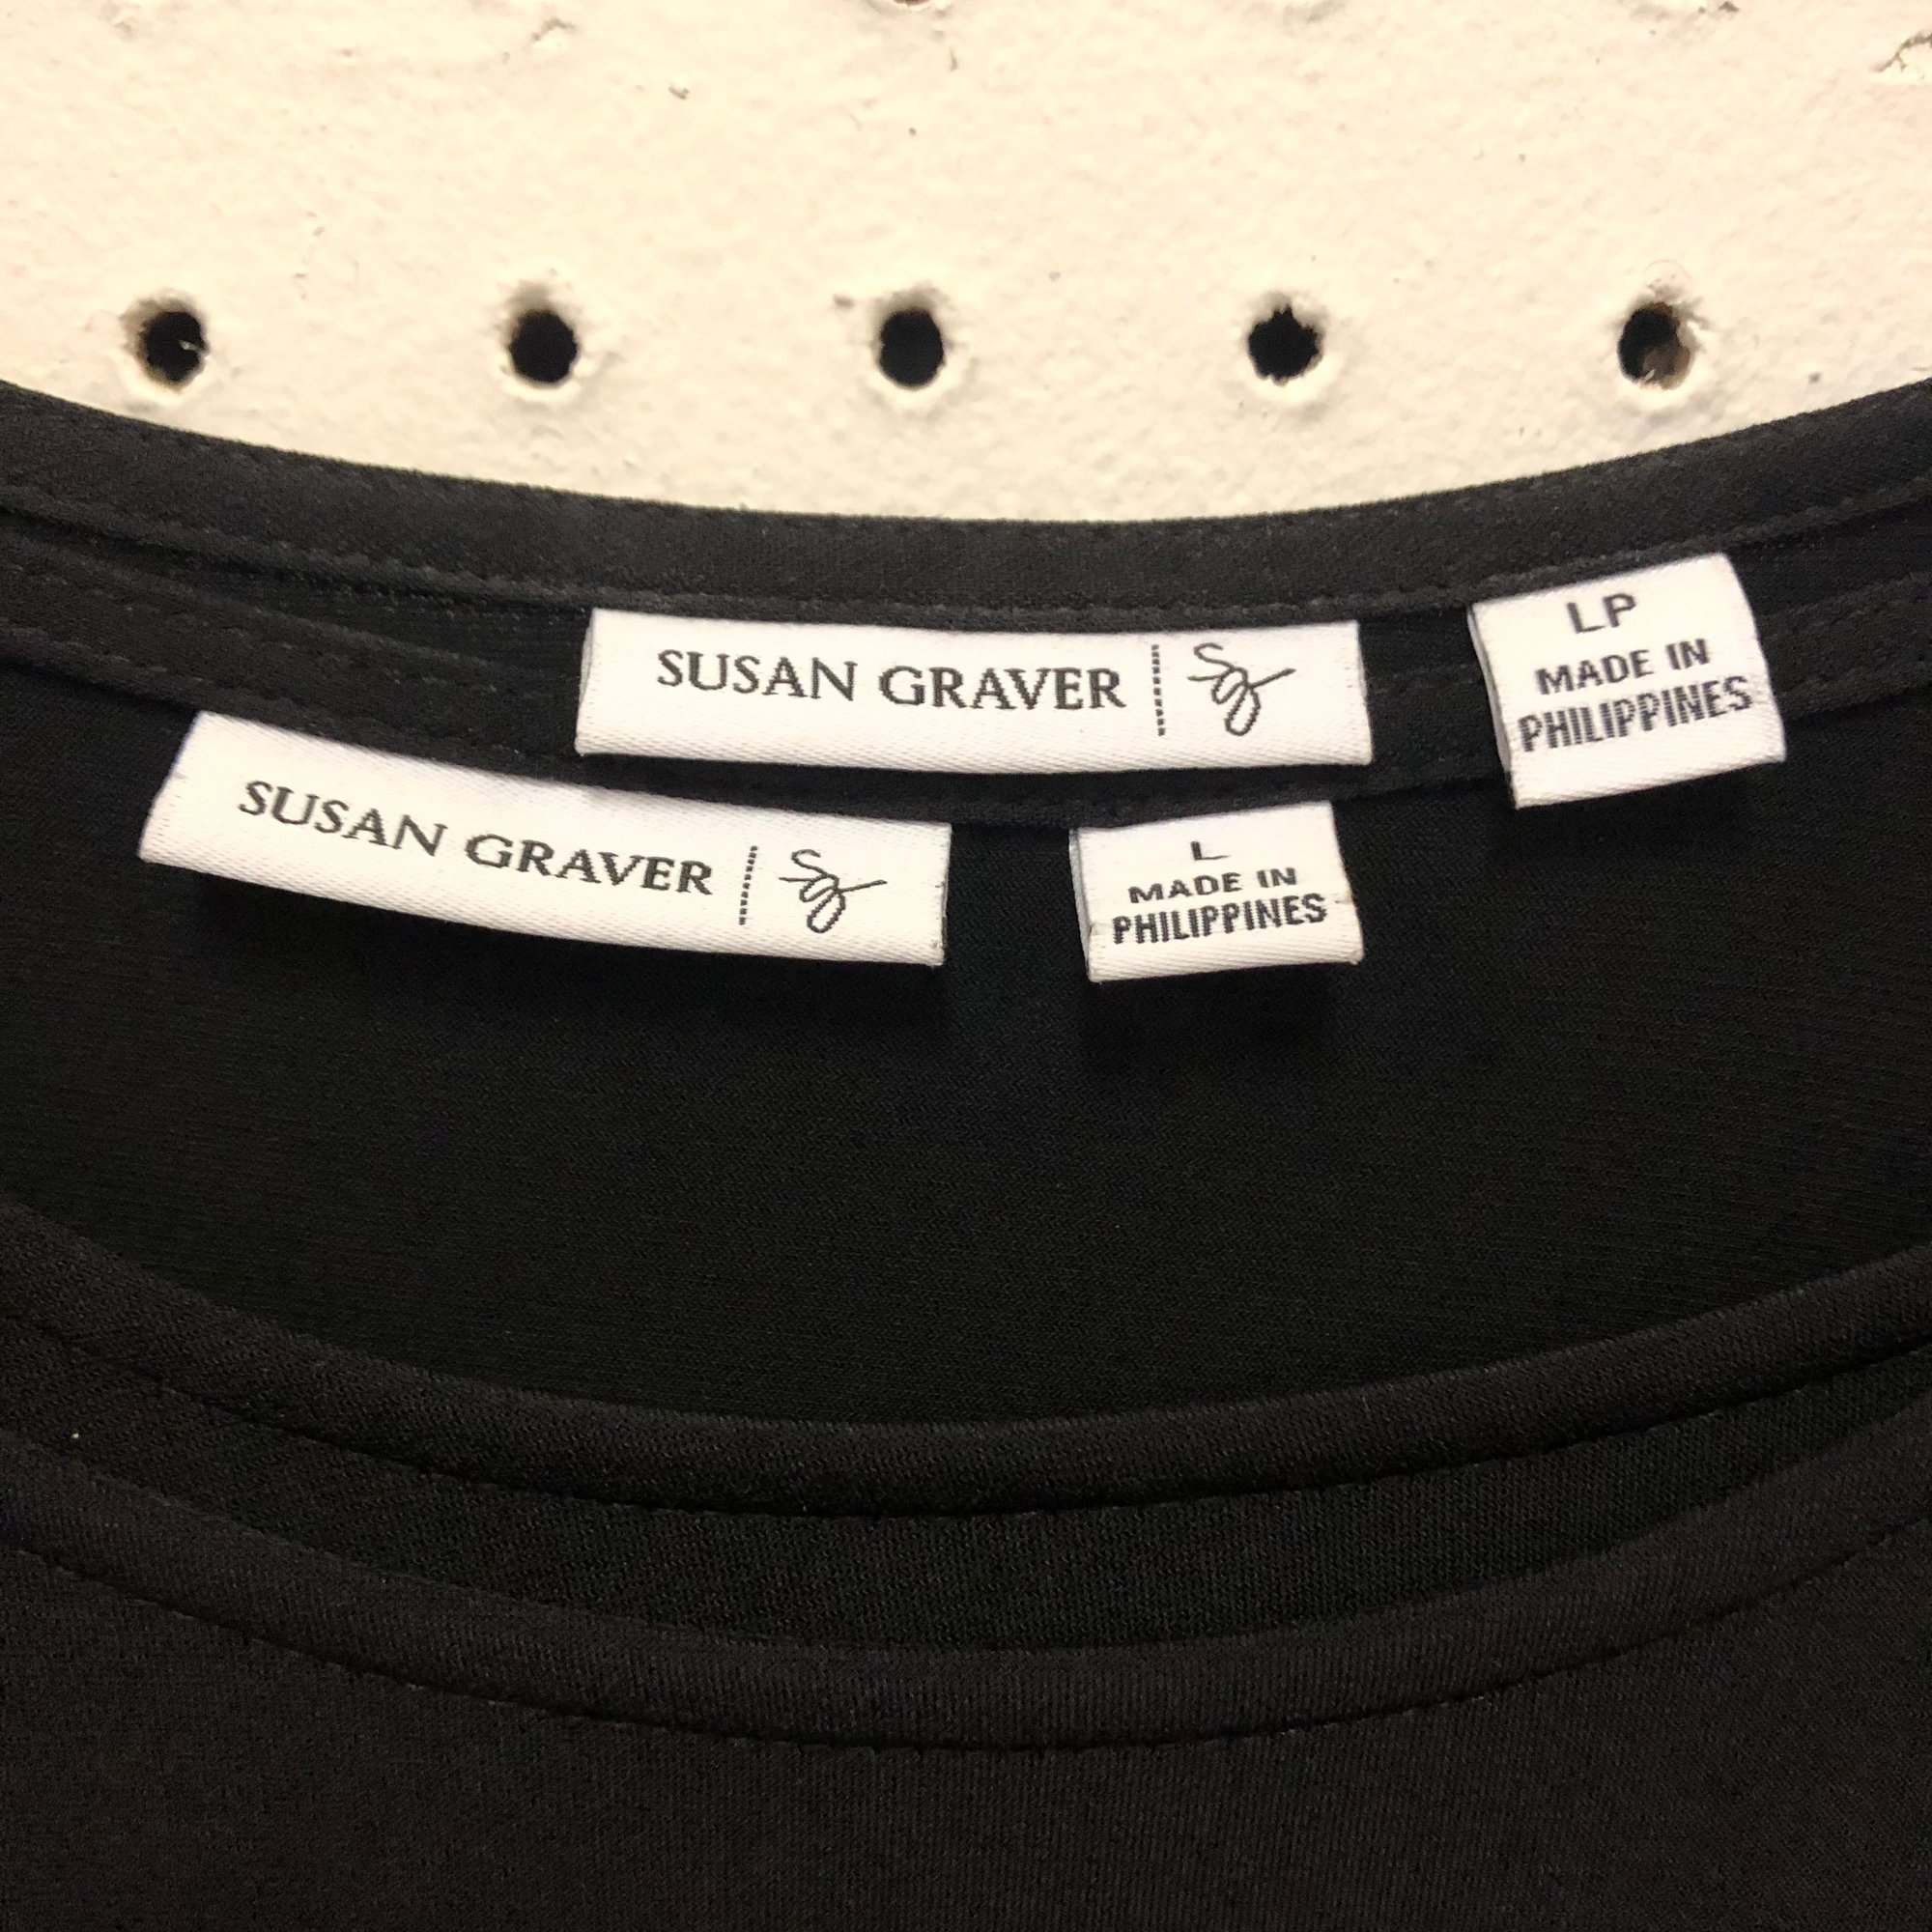 SUSAN GRAVER
LP
MADE IN
PHILIPPINES
SUSAN GRAVER
L
MADE IN
PHILIPPINES